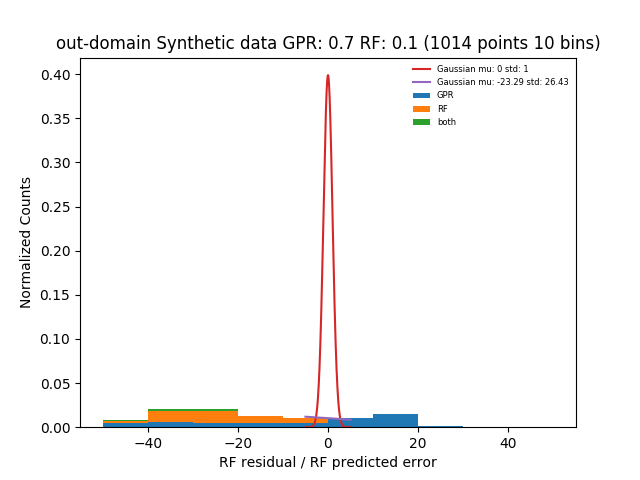 out-domain Synthetic data GPR: 0.7 RF: 0.1 (1014 points 10 bins)
Gaussian mu: 0 std: 1
Gaussian mu: -23.29 std: 26.43
GPR
RF
both
Normalized Counts
0.40
0.35
0.30
0.25
0.20
0.15
0.10
0.05
0.00
−40 −20 0 20 40
RF residual / RF predicted error